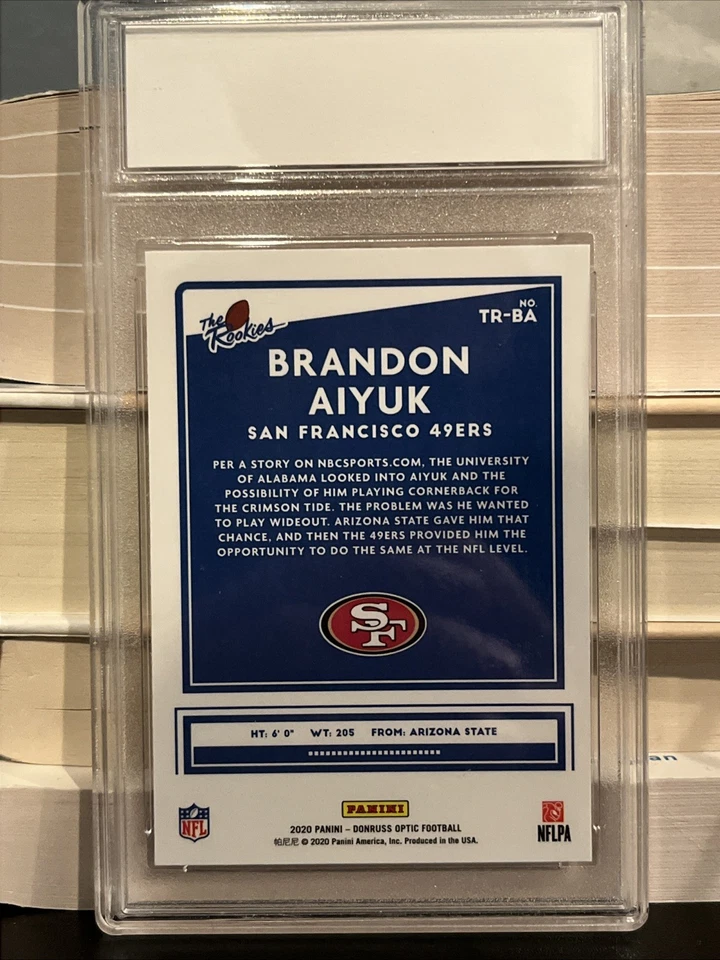 The Rookies
NO.
TR-BA
BRANDON
AIYUK
SAN FRANCISCO 49ERS
PER A STORY ON NBCSPORTS.COM, THE UNIVERSITY
OF ALABAMA LOOKED INTO AIYUK AND THE
POSSIBILITY OF HIM PLAYING CORNERBACK FOR
THE CRIMSON TIDE. THE PROBLEM WAS HE WANTED
TO PLAY WIDEOUT. ARIZONA STATE GAVE HIM THAT
CHANCE, AND THEN THE 49ERS PROVIDED HIM THE
OPPORTUNITY TO DO THE SAME AT THE NFL LEVEL.
SF
HT: 6' 0" WT: 205 FROM: ARIZONA STATE
NFL
PANINI
NFLPA
2020 PANINI – DONRUSS OPTIC FOOTBALL
帕尼尼 © 2020 Panini America, Inc. Produced in the USA.
an